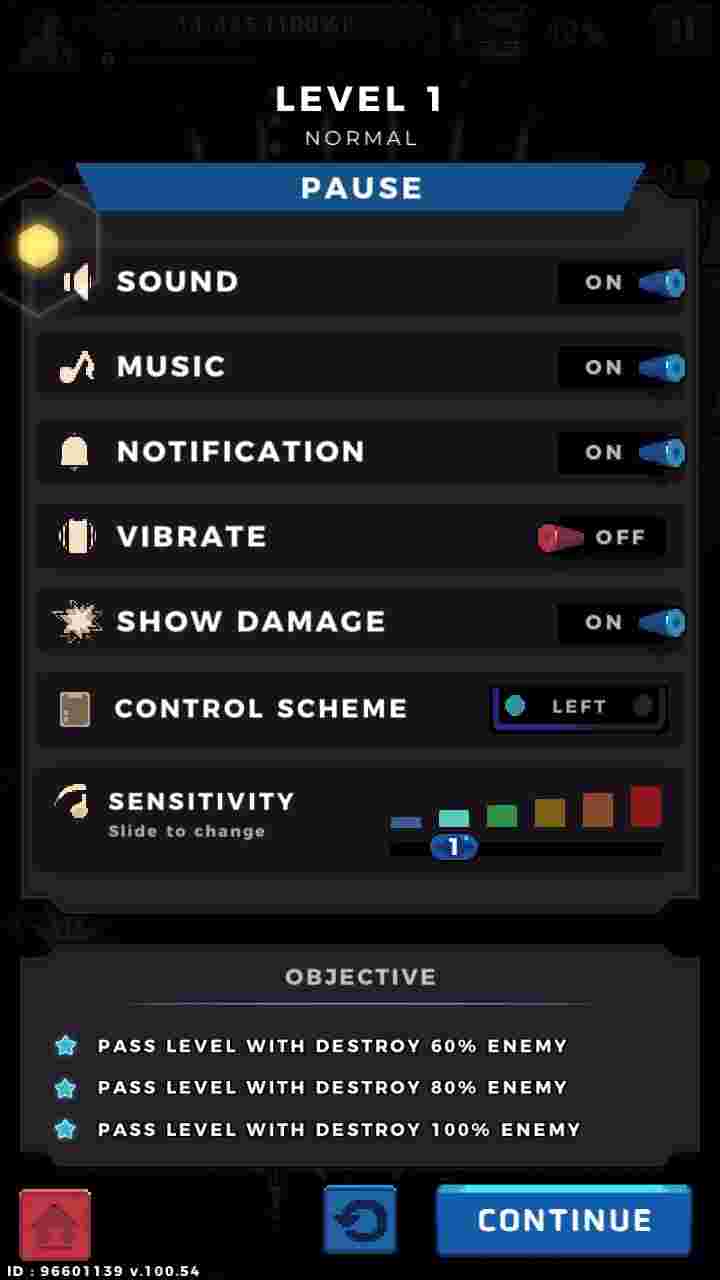 LEVEL 1
NORMAL
PAUSE
SOUND ON
MUSIC ON
NOTIFICATION ON
VIBRATE OFF
SHOW DAMAGE ON
CONTROL SCHEME LEFT
SENSITIVITY
Slide to change
1
OBJECTIVE
PASS LEVEL WITH DESTROY 60% ENEMY
PASS LEVEL WITH DESTROY 80% ENEMY
PASS LEVEL WITH DESTROY 100% ENEMY
CONTINUE
ID : 96601139 v.100.54